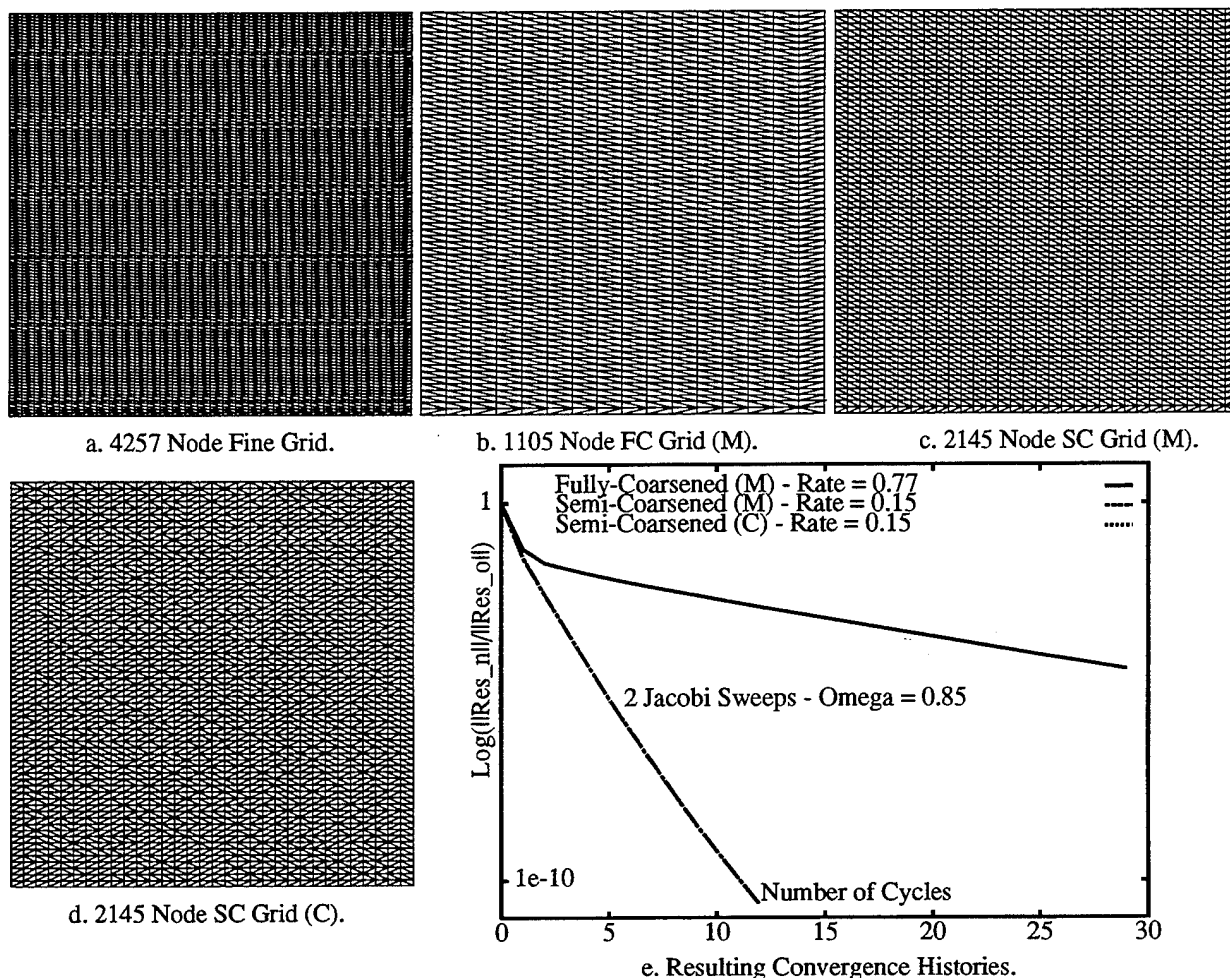 a. 4257 Node Fine Grid.
b. 1105 Node FC Grid (M).
c. 2145 Node SC Grid (M).
d. 2145 Node SC Grid (C).
Fully-Coarsened (M) - Rate = 0.77
Semi-Coarsened (M) - Rate = 0.15
Semi-Coarsened (C) - Rate = 0.15
1
Log(||Res_n||/||Res_o||)
2 Jacobi Sweeps - Omega = 0.85
1e-10
Number of Cycles
0 5 10 15 20 25 30
e. Resulting Convergence Histories.